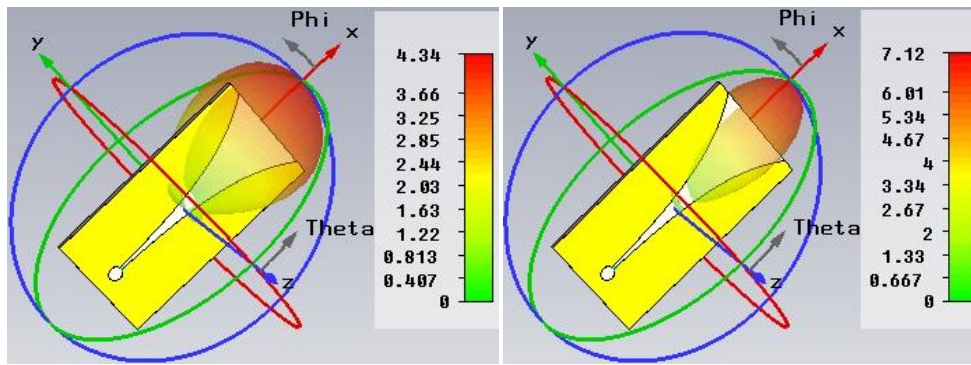 Phi
x
y
Theta
z
4.34
3.66
3.25
2.85
2.44
2.03
1.63
1.22
0.813
0.407
0
Phi
x
y
Theta
z
7.12
6.01
5.34
4.67
4
3.34
2.67
2
1.33
0.667
0